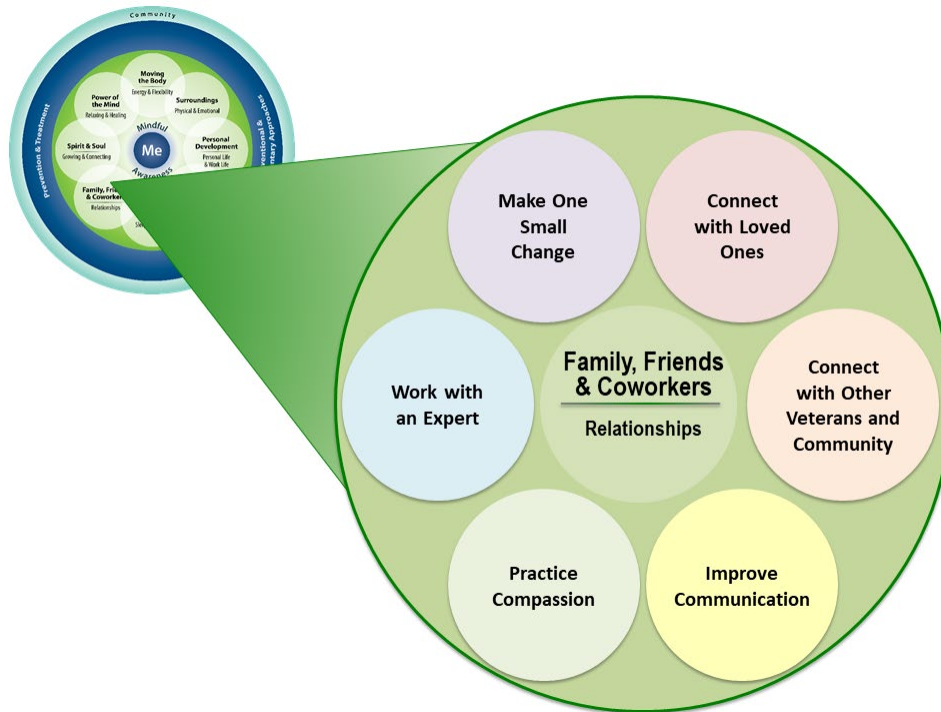 Community
Prevention & Treatment
Moving
the Body
Energy & Flexibility
Power of
the Mind
Relaxing & Healing
Surroundings
Physical & Emotional
Mindful
Me
Awareness
Spirit & Soul
Growing & Connecting
Personal
Development
Personal Life
& Work Life
Relationships
Make One
Small
Change
Connect
with Loved
Ones
Family, Friends
& Coworkers
Relationships
Work with
an Expert
Connect
with Other
Veterans and
Community
Practice
Compassion
Improve
Communication